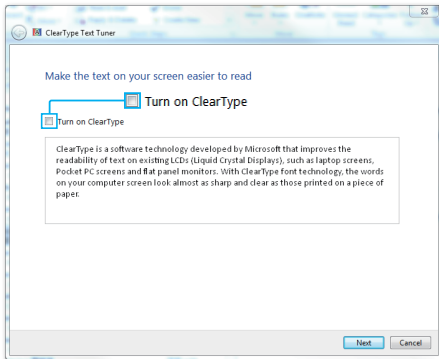 ClearType Text Tuner
Make the text on your screen easier to read
Turn on ClearType
Turn on ClearType
ClearType is a software technology developed by Microsoft that improves the
readability of text on existing LCDs (Liquid Crystal Displays), such as laptop screens,
Pocket PC screens and flat panel monitors. With ClearType font technology, the words
on your computer screen look almost as sharp and clear as those printed on a piece of
paper.
Next Cancel